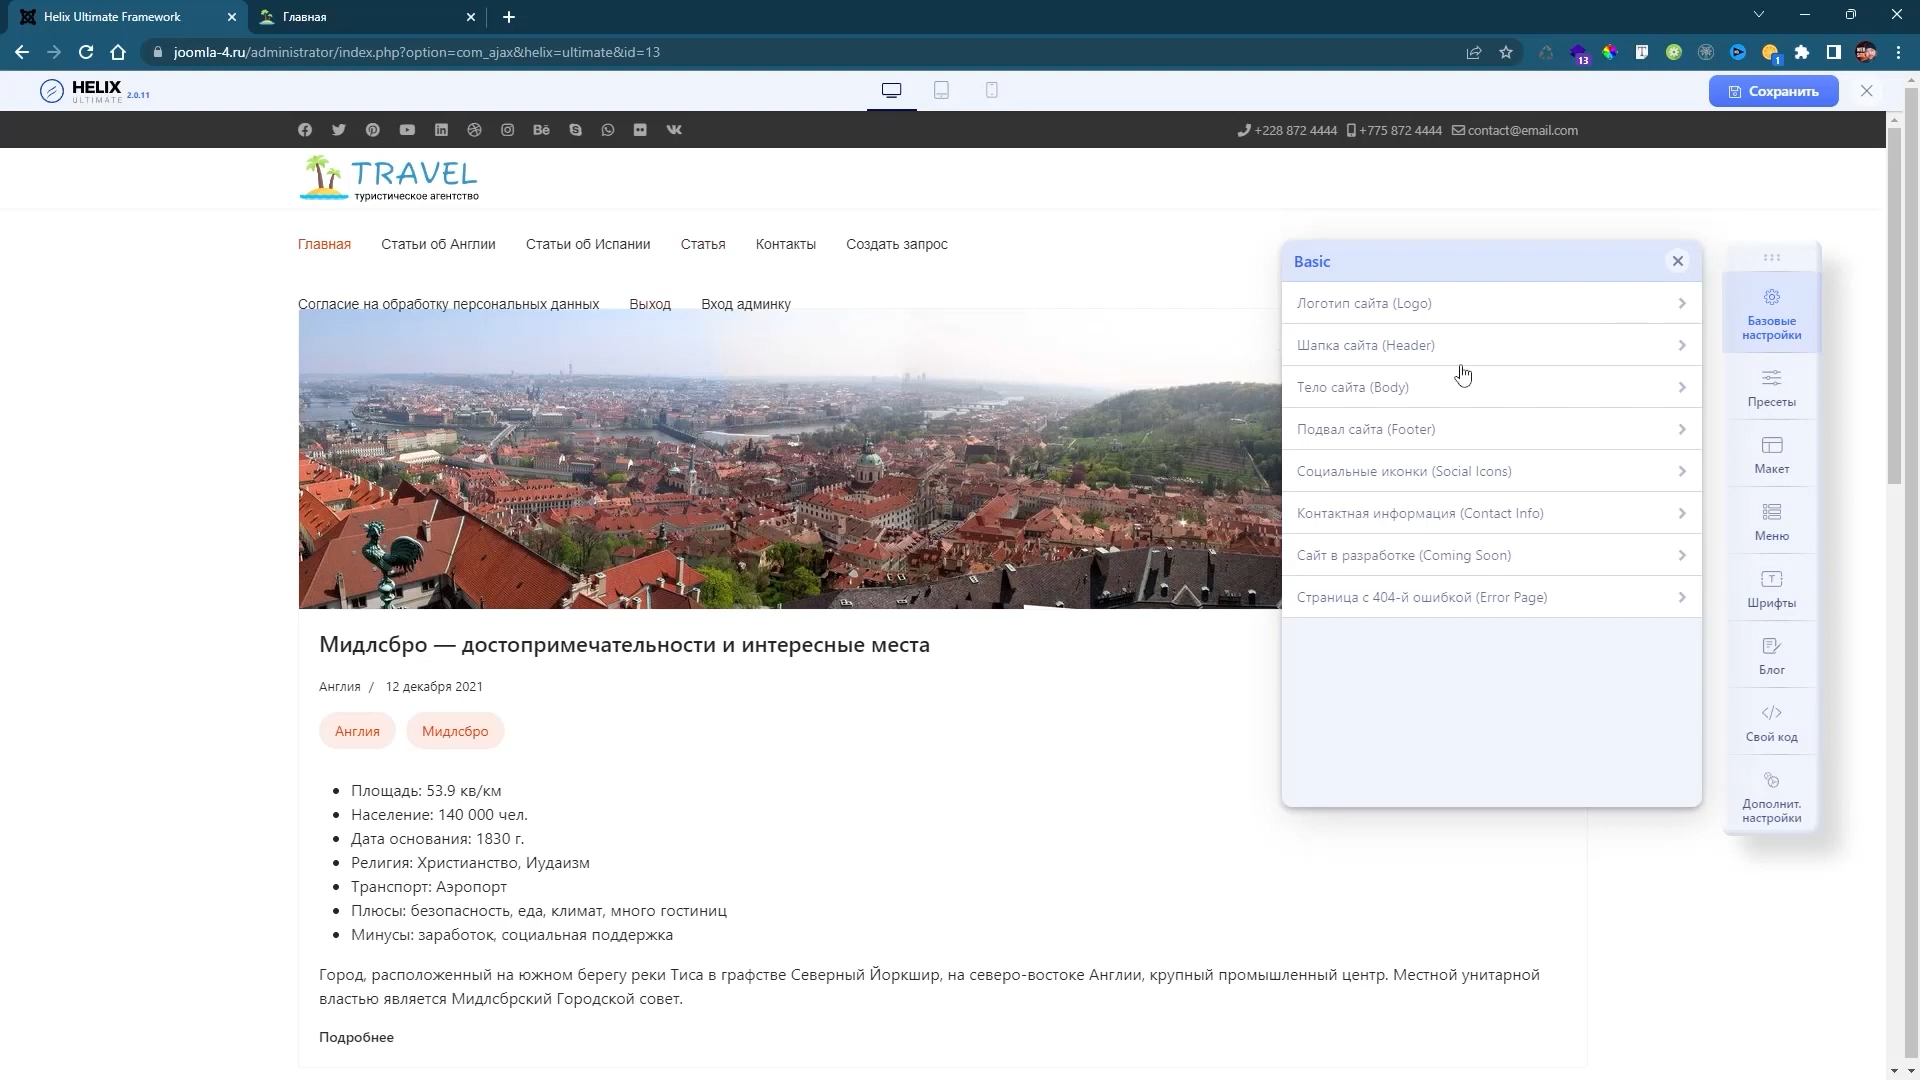 Helix Ultimate Framework
Главная
joomla-4.ru/administrator/index.php?option=com_ajax&helix=ultimate&id=13
13
1
HELIX
ULTIMATE 2.0.11
Сохранить
+228 872 4444 +775 872 4444 contact@email.com
TRAVEL
туристическое агентство
Главная Статьи об Англии Статьи об Испании Статья Контакты Создать запрос
Согласие на обработку персональных данных Выход Вход админку
Basic
Логотип сайта (Logo)
Шапка сайта (Header)
Тело сайта (Body)
Подвал сайта (Footer)
Социальные иконки (Social Icons)
Контактная информация (Contact Info)
Сайт в разработке (Coming Soon)
Страница с 404-й ошибкой (Error Page)
Базовые
настройки
Пресеты
Макет
Меню
Шрифты
Блог
Свой код
Дополнит.
настройки
Мидлсбро — достопримечательности и интересные места
Англия / 12 декабря 2021
Англия Мидлсбро
Площадь: 53.9 кв/км
Население: 140 000 чел.
Дата основания: 1830 г.
Религия: Христианство, Иудаизм
Транспорт: Аэропорт
Плюсы: безопасность, еда, климат, много гостиниц
Минусы: заработок, социальная поддержка
Город, расположенный на южном берегу реки Тиса в графстве Северный Йоркшир, на северо-востоке Англии, крупный промышленный центр. Местной унитарной
властью является Мидлсбрский Городской совет.
Подробнее